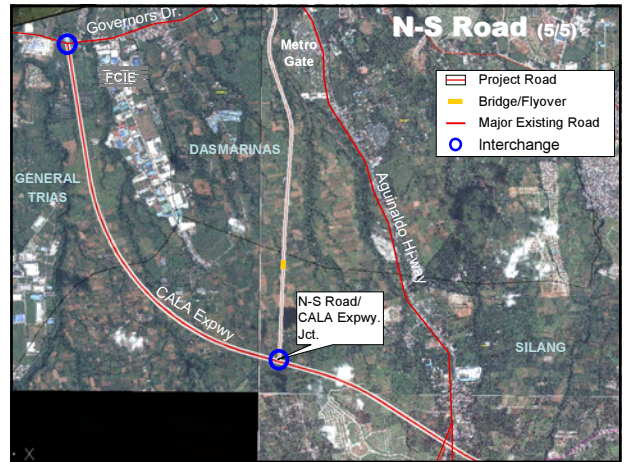 N-S Road (5/5)
Governors Dr.
Metro
Gate
FCIE
Project Road
Bridge/Flyover
Major Existing Road
Interchange
DASMARINAS
GENERAL
TRIAS
Aguinaldo Hi-way
CALA Expwy
N-S Road/
CALA Expwy.
Jct.
SILANG
X